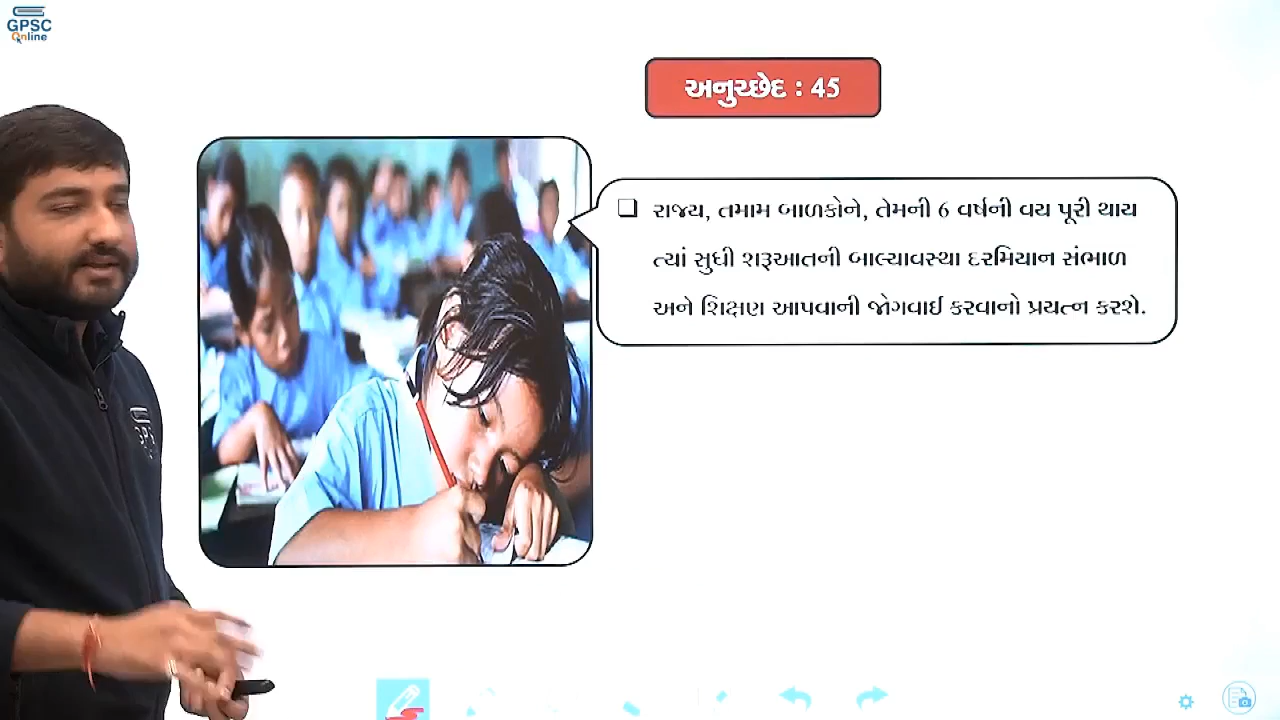 GPSC
Online
અનુચ્છેદ : 45
રાજ્ય, તમામ બાળકોને, તેમની 6 વર્ષની વય પૂરી થાય
ત્યાં સુધી શરૂઆતની બાલ્યાવસ્થા દરમિયાન સંભાળ
અને શિક્ષણ આપવાની જોગવાઈ કરવાનો પ્રયત્ન કરશે.